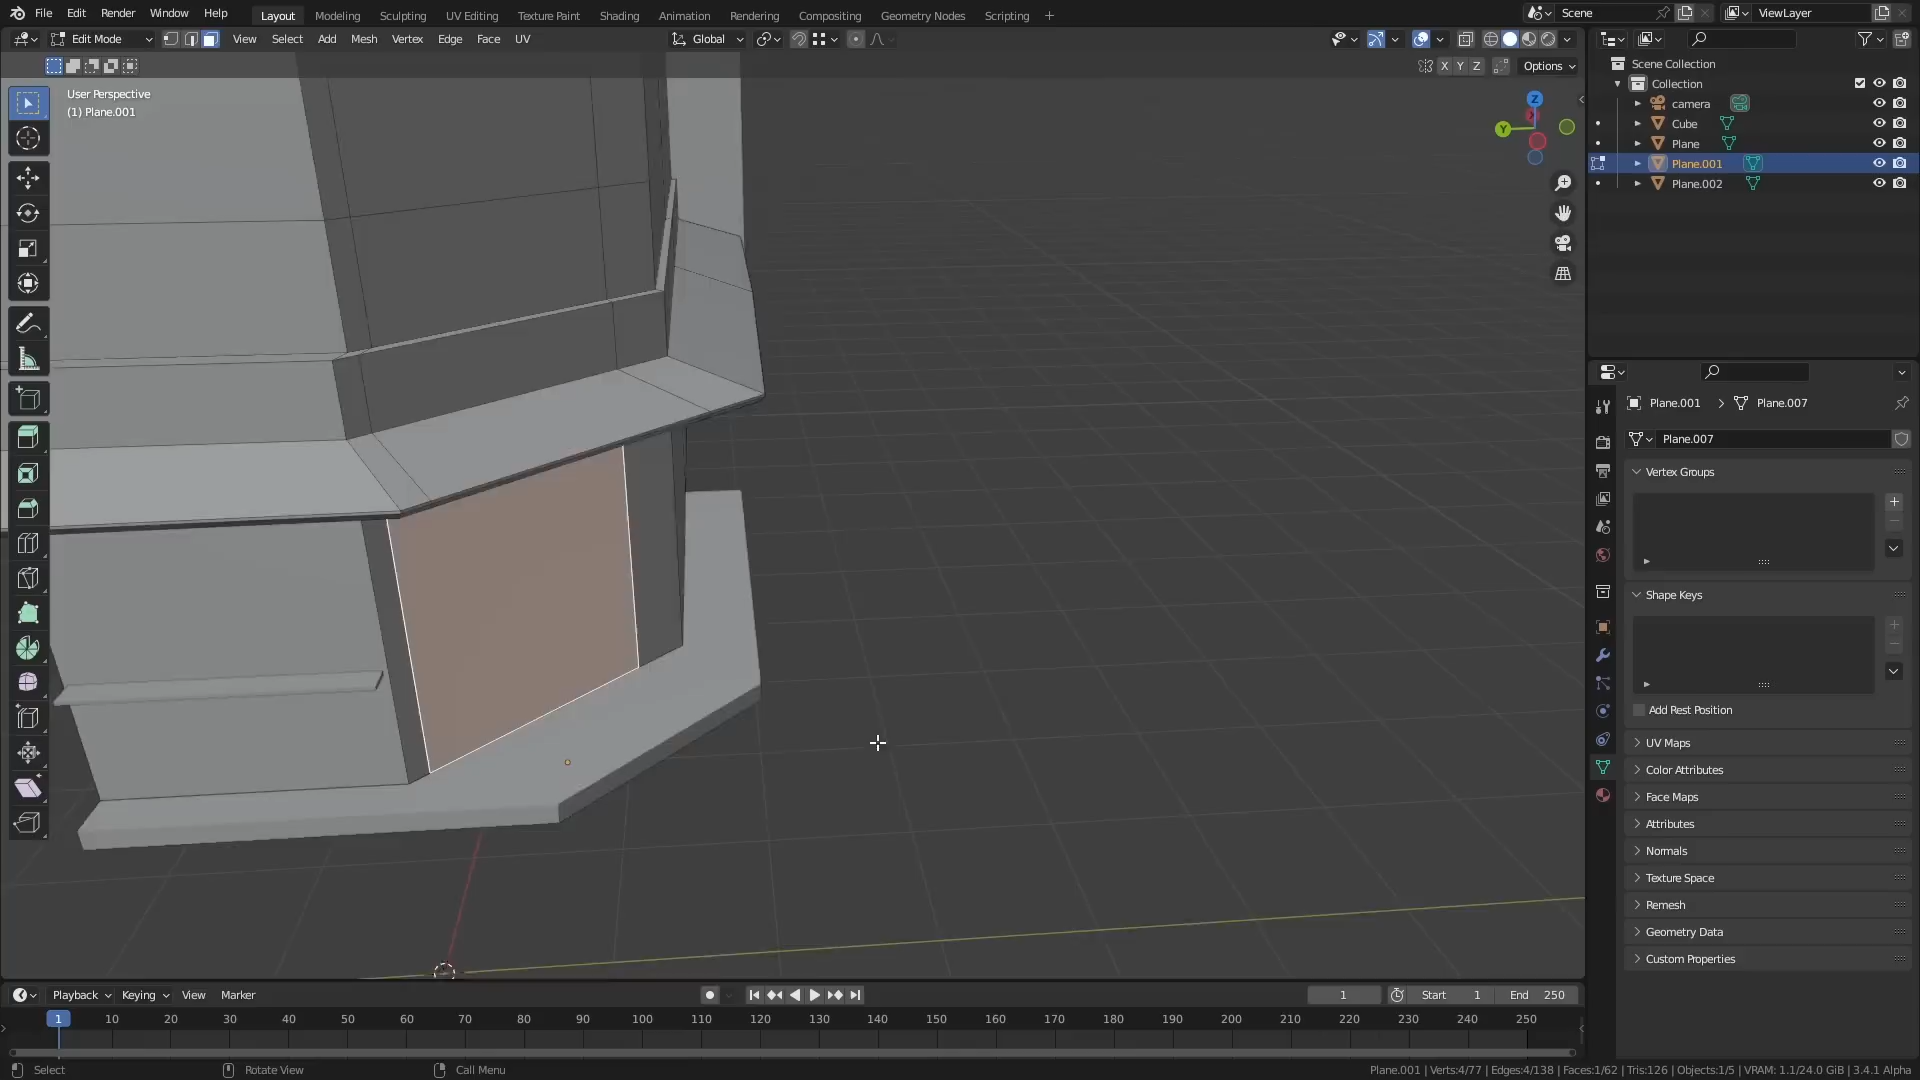 File Edit Render Window Help Layout Modeling Sculpting UV Editing Texture Paint Shading Animation Rendering Compositing Geometry Nodes Scripting + Scene ViewLayer
Edit Mode View Select Add Mesh Vertex Edge Face UV Global
X Y Z Options
User Perspective
(1) Plane.001
Z
Y
X
Scene Collection
Collection
camera
Cube
Plane
Plane.001
Plane.002
Plane.001 Plane.007
Plane.007
Vertex Groups
Shape Keys
Add Rest Position
UV Maps
Color Attributes
Face Maps
Attributes
Normals
Texture Space
Remesh
Geometry Data
Custom Properties
Playback Keying View Marker 1 Start 1 End 250
1 10 20 30 40 50 60 70 80 90 100 110 120 130 140 150 160 170 180 190 200 210 220 230 240 250
Select Rotate View Call Menu Plane.001 | Verts:4/77 | Edges:4/138 | Faces:1/62 | Tris:126 | Objects:1/5 | VRAM: 1.1/24.0 GiB | 3.4.1 Alpha